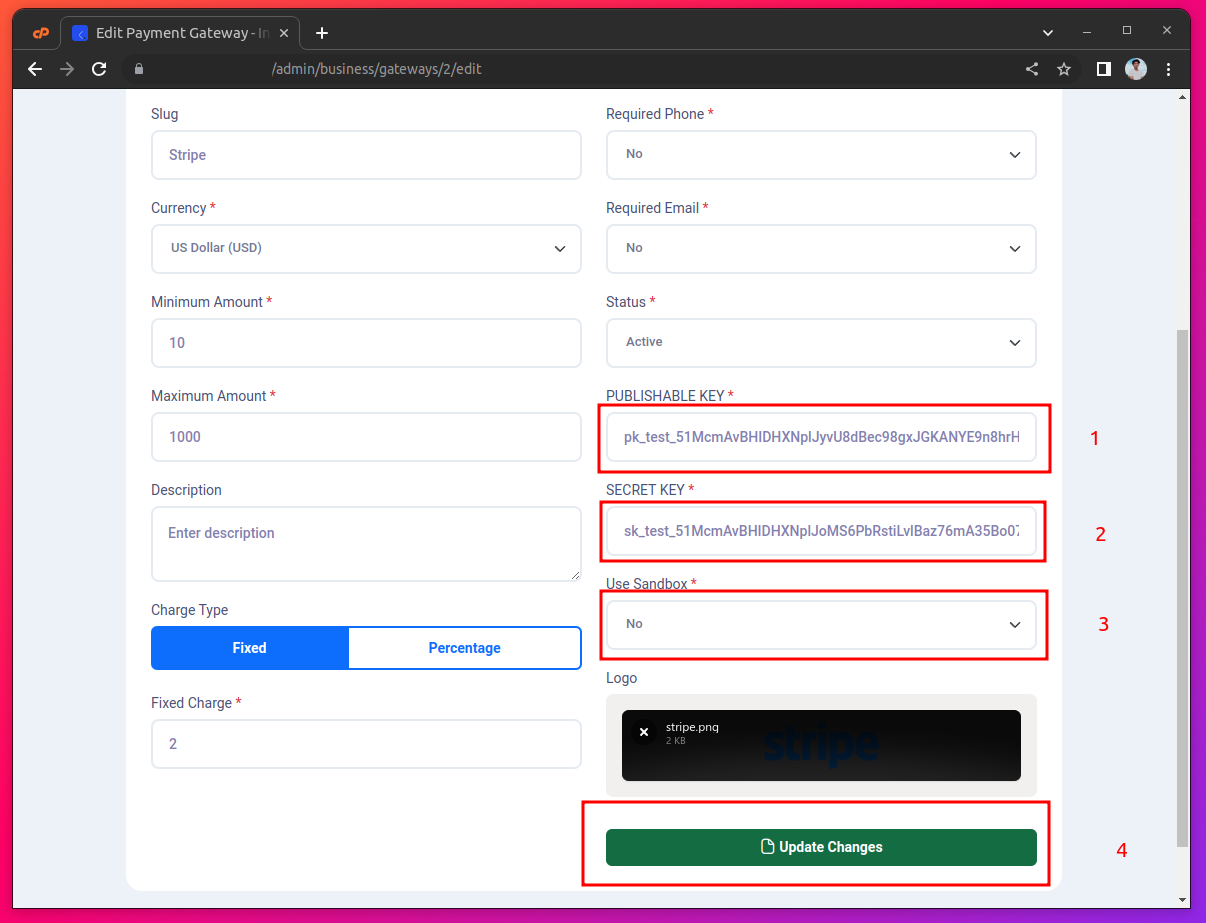 Edit Payment Gateway - In
/admin/business/gateways/2/edit
Slug
Stripe
Currency *
US Dollar (USD)
Minimum Amount *
10
Maximum Amount *
1000
Description
Enter description
Charge Type
Fixed Percentage
Fixed Charge *
2
Required Phone *
No
Required Email *
No
Status *
Active
PUBLISHABLE KEY *
pk_test_51McmAvBHIDHXNplJyvU8dBec98gxJGKANYE9n8hrH
1
SECRET KEY *
sk_test_51McmAvBHIDHXNplJoMS6PbRstiLvlBaz76mA35Bo07
2
Use Sandbox *
No
3
Logo
stripe.png
2 KB
stripe
Update Changes
4